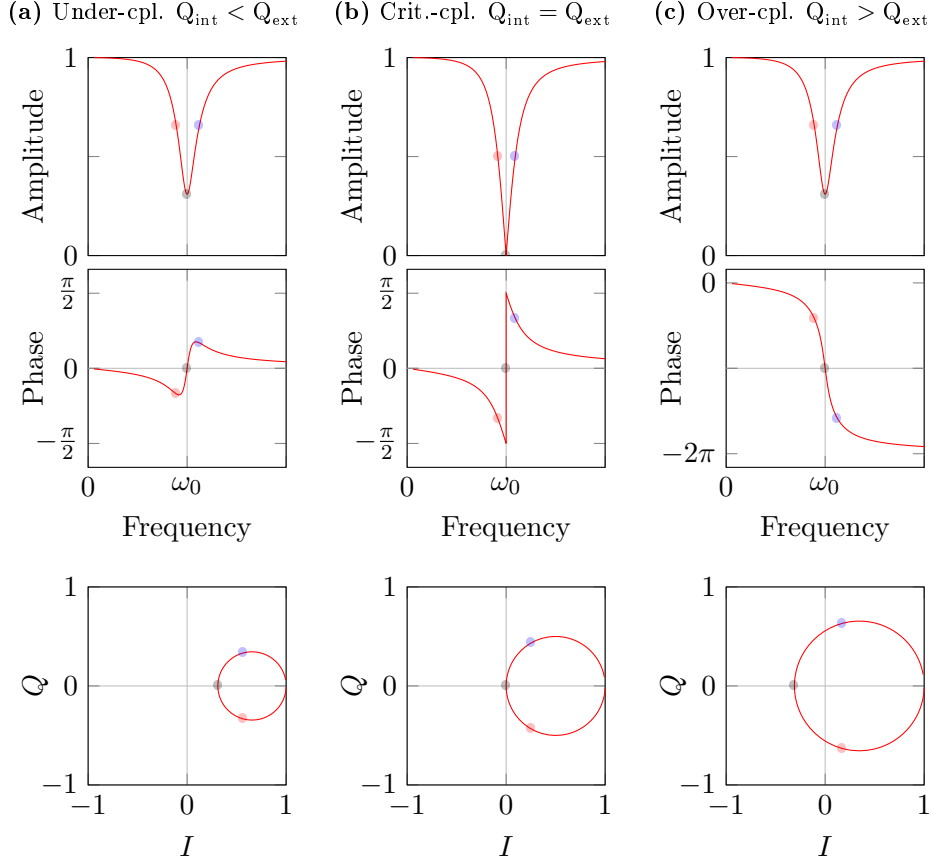 (a) Under-cpl. Q_int < Q_ext
(b) Crit.-cpl. Q_int = Q_ext
(c) Over-cpl. Q_int > Q_ext
Amplitude
1
0
Amplitude
1
0
Amplitude
1
0
Phase
π/2
0
−π/2
0
ω₀
Frequency
Phase
π/2
0
−π/2
0
ω₀
Frequency
Phase
0
−2π
0
ω₀
Frequency
Q
1
0
−1
−1
0
1
I
Q
1
0
−1
−1
0
1
I
Q
1
0
−1
−1
0
1
I